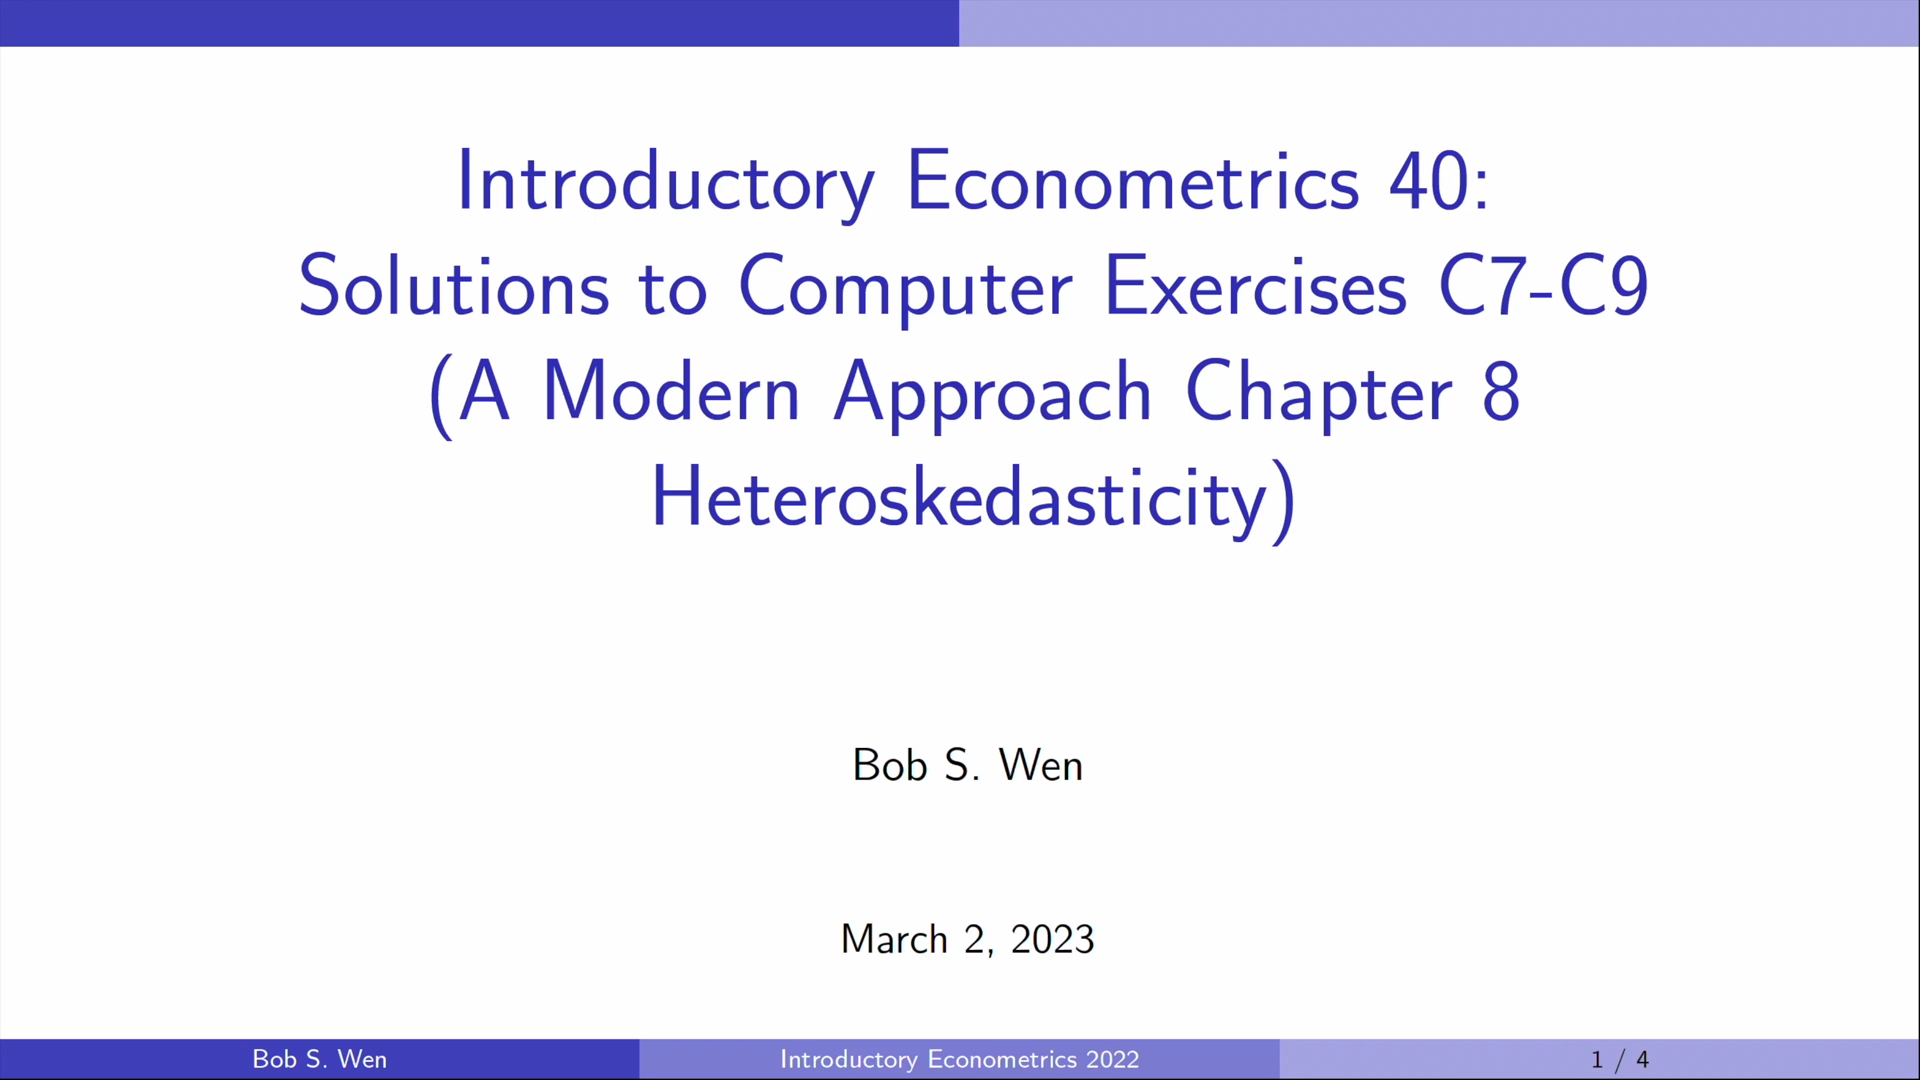 Introductory Econometrics 40:
Solutions to Computer Exercises C7-C9
(A Modern Approach Chapter 8
Heteroskedasticity)
Bob S. Wen
March 2, 2023
Bob S. Wen
Introductory Econometrics 2022
1 / 4